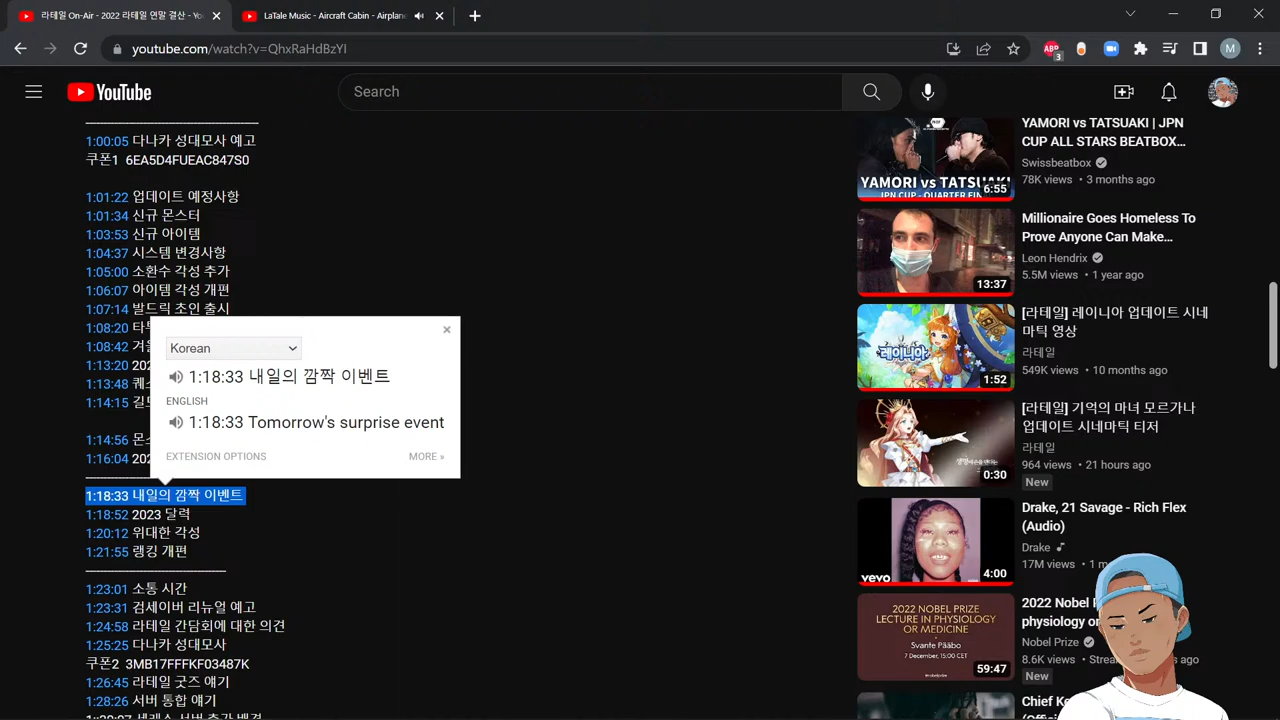 라테일 On-Air - 2022 라테일 연말 결산 - Yo
LaTale Music - Aircraft Cabin - Airplan
youtube.com/watch?v=QhxRaHdBzYI
ABP
3
M
YouTube
Search
1:00:05 다나카 성대모사 예고
쿠폰1 6EA5D4FUEAC847S0
1:01:22 업데이트 예정사항
1:01:34 신규 몬스터
1:03:53 신규 아이템
1:04:37 시스템 변경사항
1:05:00 소환수 각성 추가
1:06:07 아이템 각성 개편
1:07:14 발드릭 초인 출시
1:08:20
1:08:42
1:13:20
1:13:48
1:14:15
1:14:56
1:16:04
Korean
1:18:33 내일의 깜짝 이벤트
ENGLISH
1:18:33 Tomorrow's surprise event
EXTENSION OPTIONS
MORE »
1:18:33 내일의 깜짝 이벤트
1:18:52 2023 달력
1:20:12 위대한 각성
1:21:55 랭킹 개편
1:23:01 소통 시간
1:23:31 검세이버 리뉴얼 예고
1:24:58 라테일 간담회에 대한 의견
1:25:25 다나카 성대모사
쿠폰2 3MB17FFFKF03487K
1:26:45 라테일 굿즈 얘기
1:28:26 서버 통합 얘기
YAMORI vs TATSUAKI
JPN CUP - QUARTER FIN
6:55
YAMORI vs TATSUAKI | JPN
CUP ALL STARS BEATBOX...
Swissbeatbox
78K views • 3 months ago
13:37
Millionaire Goes Homeless To
Prove Anyone Can Make...
Leon Hendrix
5.5M views • 1 year ago
레이니아
1:52
[라테일] 레이니아 업데이트 시네
마틱 영상
라테일
549K views • 10 months ago
0:30
[라테일] 기억의 마녀 모르가나
업데이트 시네마틱 티저
라테일
964 views • 21 hours ago
New
vevo
4:00
Drake, 21 Savage - Rich Flex
(Audio)
Drake
17M views • 1 m
2022 NOBEL PRIZE
LECTURE IN PHYSIOLOGY
OR MEDICINE
Svante Pääbo
7 December, 15:00 CET
59:47
2022 Nobel
physiology o
Nobel Prize
8.6K views • Strea
ago
New
Chief Ke